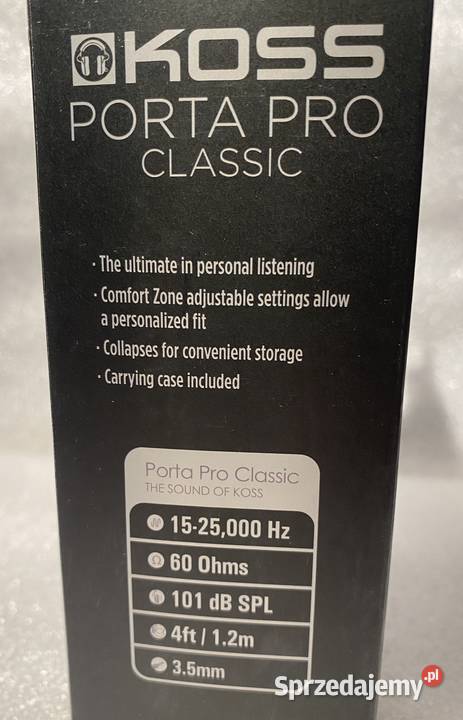 KOSS
PORTA PRO
CLASSIC
· The ultimate in personal listening
· Comfort Zone adjustable settings allow
a personalized fit
· Collapses for convenient storage
· Carrying case included
Porta Pro Classic
THE SOUND OF KOSS
15-25,000 Hz
Ω 60 Ohms
101 dB SPL
4ft / 1.2m
3.5mm
Sprzedajemy.pl